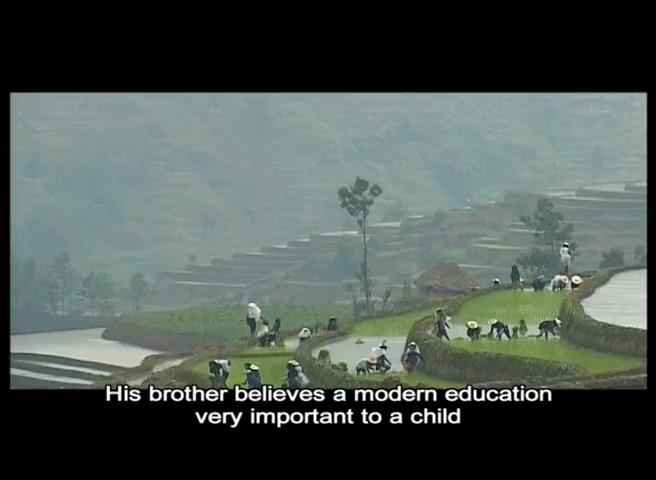 His brother believes a modern education
very important to a child